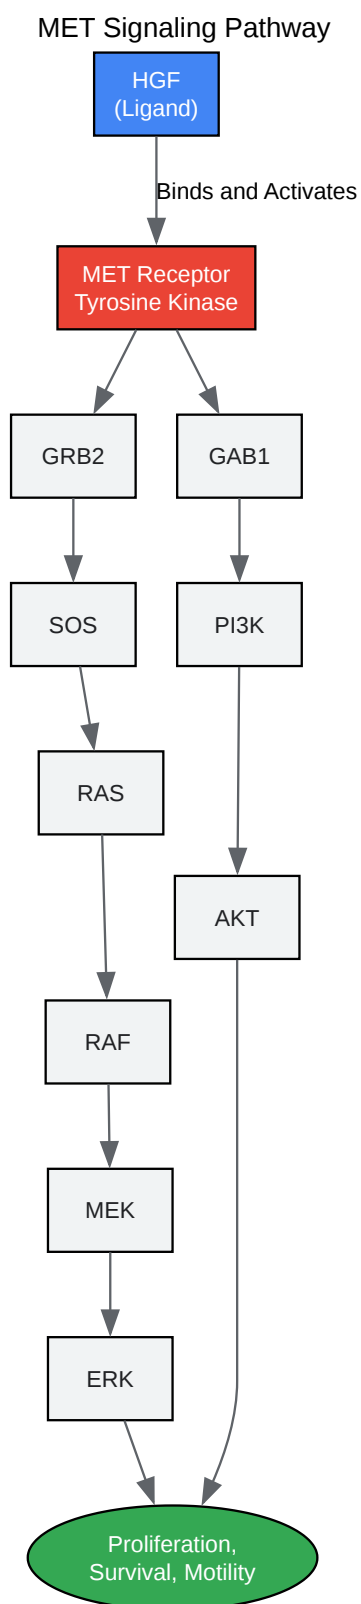 MET Signaling Pathway
HGF
(Ligand)
Binds and Activates
MET Receptor
Tyrosine Kinase
GRB2
GAB1
SOS
PI3K
RAS
AKT
RAF
MEK
ERK
Proliferation,
Survival, Motility